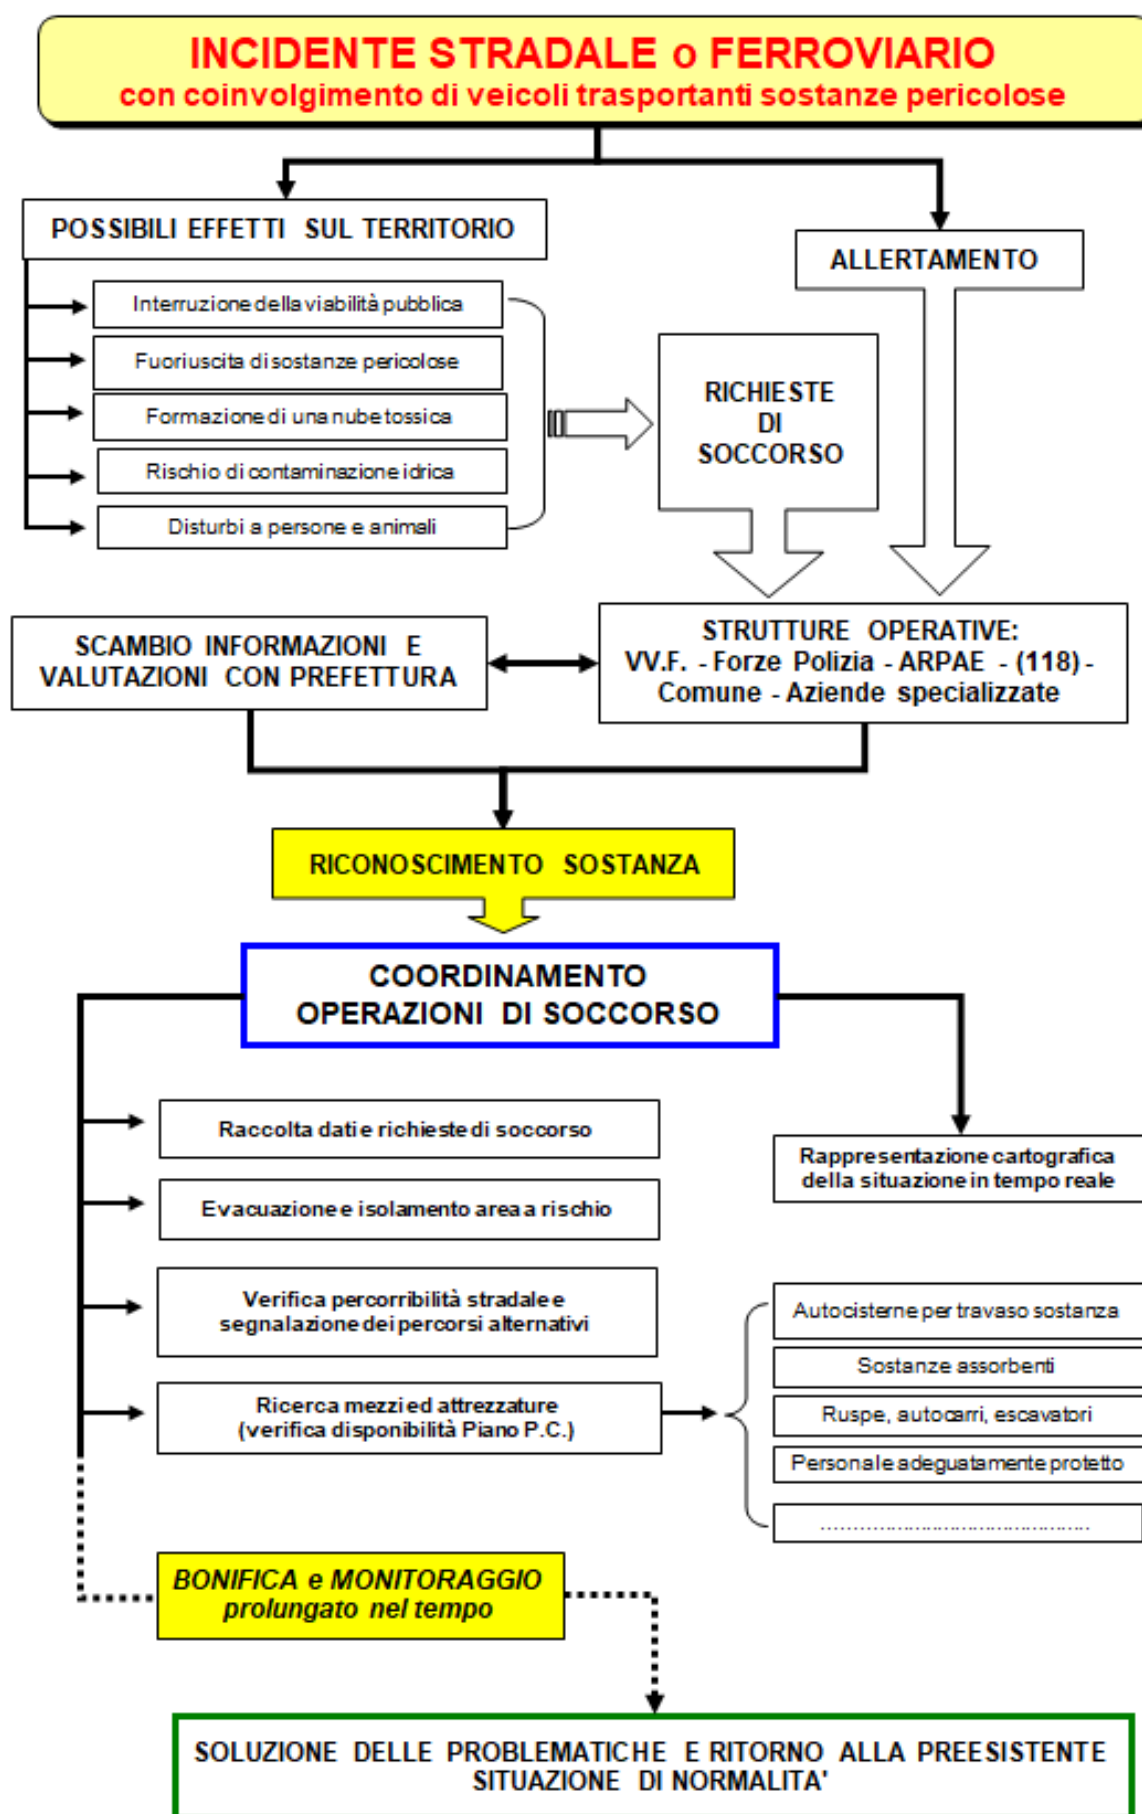 INCIDENTE STRADALE o FERROVIARIO
con coinvolgimento di veicoli trasportanti sostanze pericolose
POSSIBILI EFFETTI SUL TERRITORIO
ALLERTAMENTO
Interruzione della viabilità pubblica
Fuoriuscita di sostanze pericolose
Formazione di una nube tossica
Rischio di contaminazione idrica
Disturbi a persone e animali
RICHIESTE
DI
SOCCORSO
SCAMBIO INFORMAZIONI E
VALUTAZIONI CON PREFETTURA
STRUTTURE OPERATIVE:
VV.F. - Forze Polizia - ARPAE - (118) -
Comune - Aziende specializzate
RICONOSCIMENTO SOSTANZA
COORDINAMENTO
OPERAZIONI DI SOCCORSO
Raccolta dati e richieste di soccorso
Evacuazione e isolamento area a rischio
Verifica percorribilità stradale e
segnalazione dei percorsi alternativi
Ricerca mezzi ed attrezzature
(verifica disponibilità Piano P.C.)
Rappresentazione cartografica
della situazione in tempo reale
Autocisterne per travaso sostanza
Sostanze assorbenti
Ruspe, autocarri, escavatori
Personale adeguatamente protetto
............................................
BONIFICA e MONITORAGGIO
prolungato nel tempo
SOLUZIONE DELLE PROBLEMATICHE E RITORNO ALLA PREESISTENTE
SITUAZIONE DI NORMALITA'